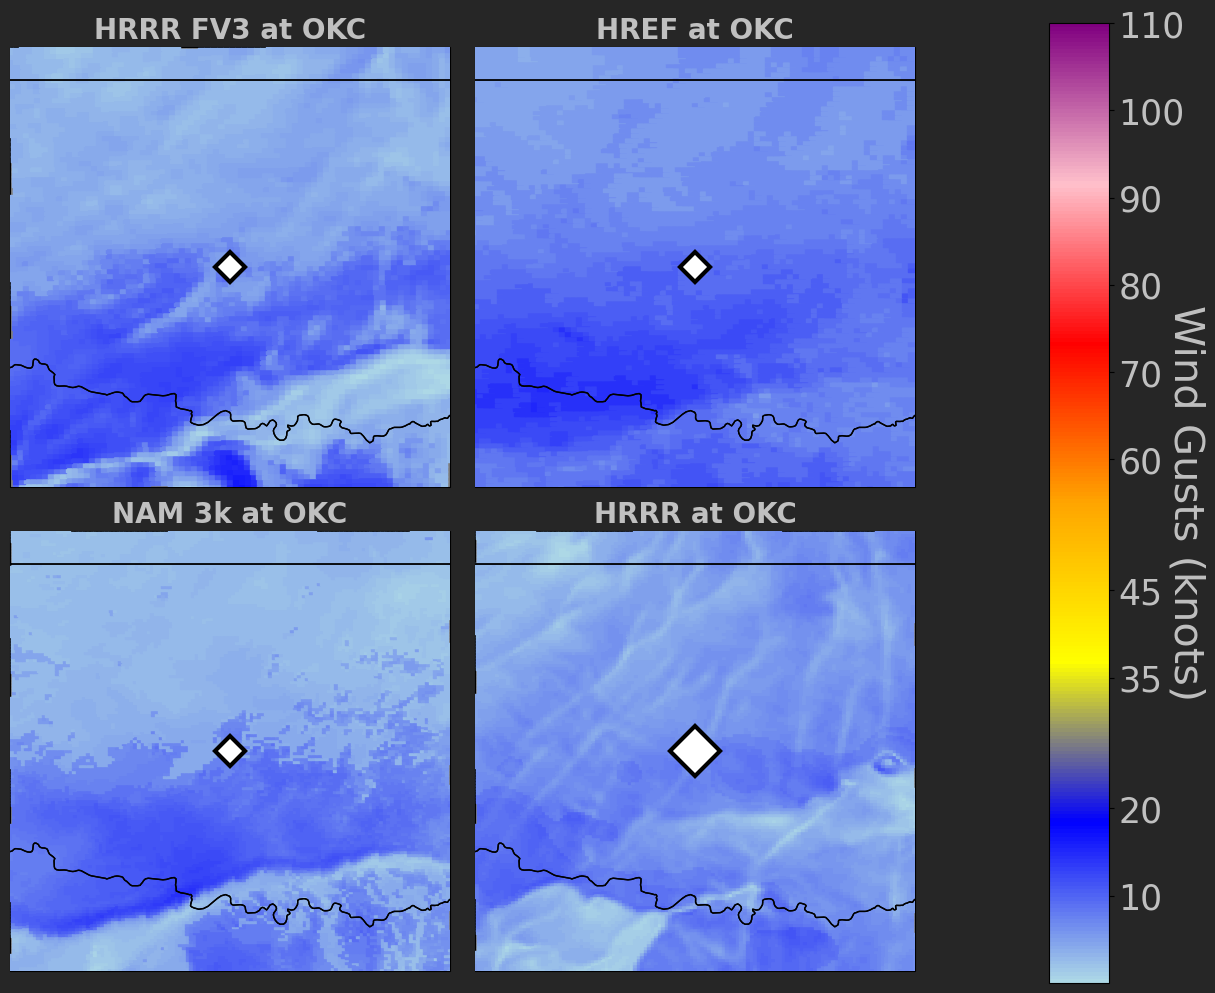 HRRR FV3 at OKC
HREF at OKC
NAM 3k at OKC
HRRR at OKC
110
100
90
80
70
60
45
35
20
10
Wind Gusts (knots)